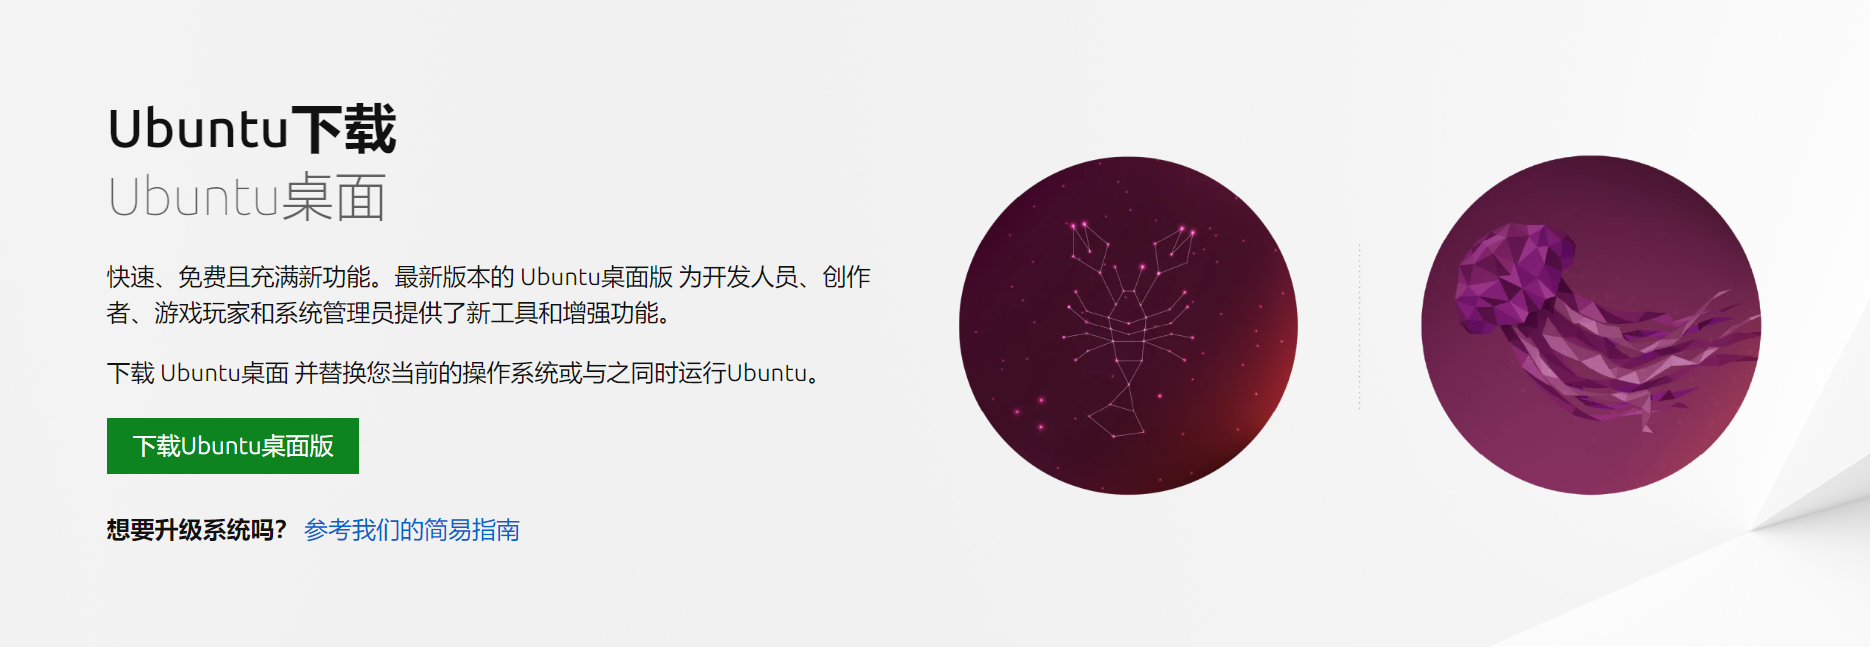 Ubuntu下载
Ubuntu桌面
快速、免费且充满新功能。最新版本的 Ubuntu桌面版 为开发人员、创作
者、游戏玩家和系统管理员提供了新工具和增强功能。
下载 Ubuntu桌面 并替换您当前的操作系统或与之同时运行Ubuntu。
下载Ubuntu桌面版
想要升级系统吗？ 参考我们的简易指南